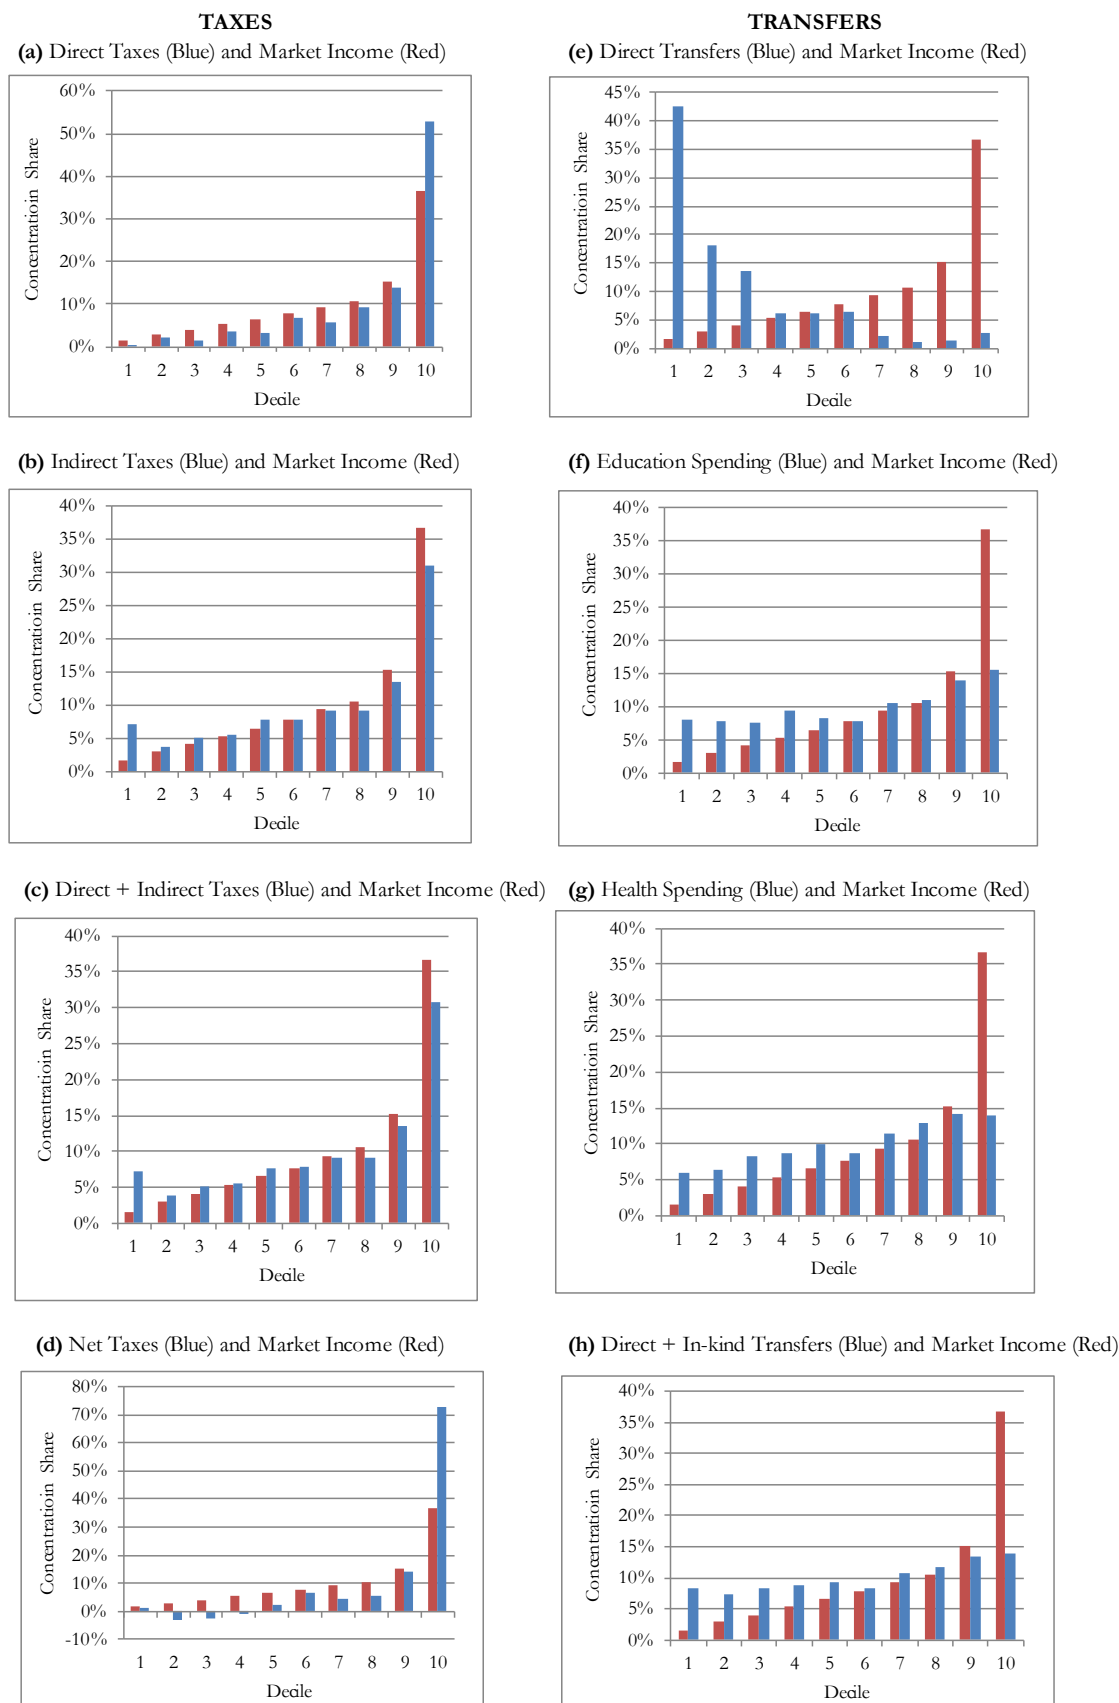 TAXES
(a) Direct Taxes (Blue) and Market Income (Red)
60%
50%
40%
30%
20%
10%
0%
Concentratioin Share
1 2 3 4 5 6 7 8 9 10
Decile
(b) Indirect Taxes (Blue) and Market Income (Red)
40%
35%
30%
25%
20%
15%
10%
5%
0%
Concentratioin Share
1 2 3 4 5 6 7 8 9 10
Decile
(c) Direct + Indirect Taxes (Blue) and Market Income (Red)
40%
35%
30%
25%
20%
15%
10%
5%
0%
Concentratioin Share
1 2 3 4 5 6 7 8 9 10
Decile
(d) Net Taxes (Blue) and Market Income (Red)
80%
70%
60%
50%
40%
30%
20%
10%
0%
-10%
Concentratioin Share
1 2 3 4 5 6 7 8 9 10
Decile
TRANSFERS
(e) Direct Transfers (Blue) and Market Income (Red)
45%
40%
35%
30%
25%
20%
15%
10%
5%
0%
Concentratioin Share
1 2 3 4 5 6 7 8 9 10
Decile
(f) Education Spending (Blue) and Market Income (Red)
40%
35%
30%
25%
20%
15%
10%
5%
0%
Concentratioin Share
1 2 3 4 5 6 7 8 9 10
Decile
(g) Health Spending (Blue) and Market Income (Red)
40%
35%
30%
25%
20%
15%
10%
5%
0%
Concentratioin Share
1 2 3 4 5 6 7 8 9 10
Decile
(h) Direct + In-kind Transfers (Blue) and Market Income (Red)
40%
35%
30%
25%
20%
15%
10%
5%
0%
Concentratioin Share
1 2 3 4 5 6 7 8 9 10
Decile